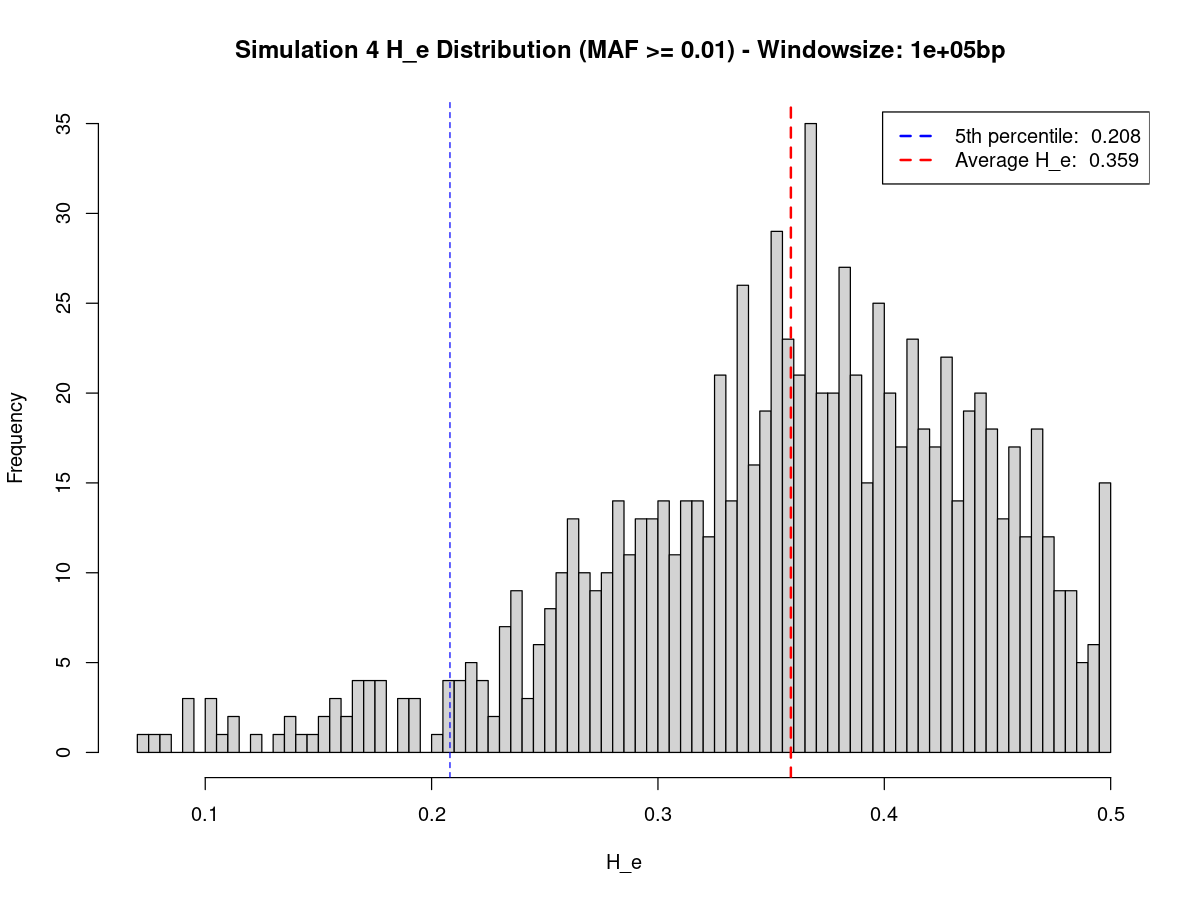 Simulation 4 H_e Distribution (MAF >= 0.01) - Windowsize: 1e+05bp
5th percentile: 0.208
Average H_e: 0.359
Frequency
35
30
25
20
15
10
5
0
0.1 0.2 0.3 0.4 0.5
H_e